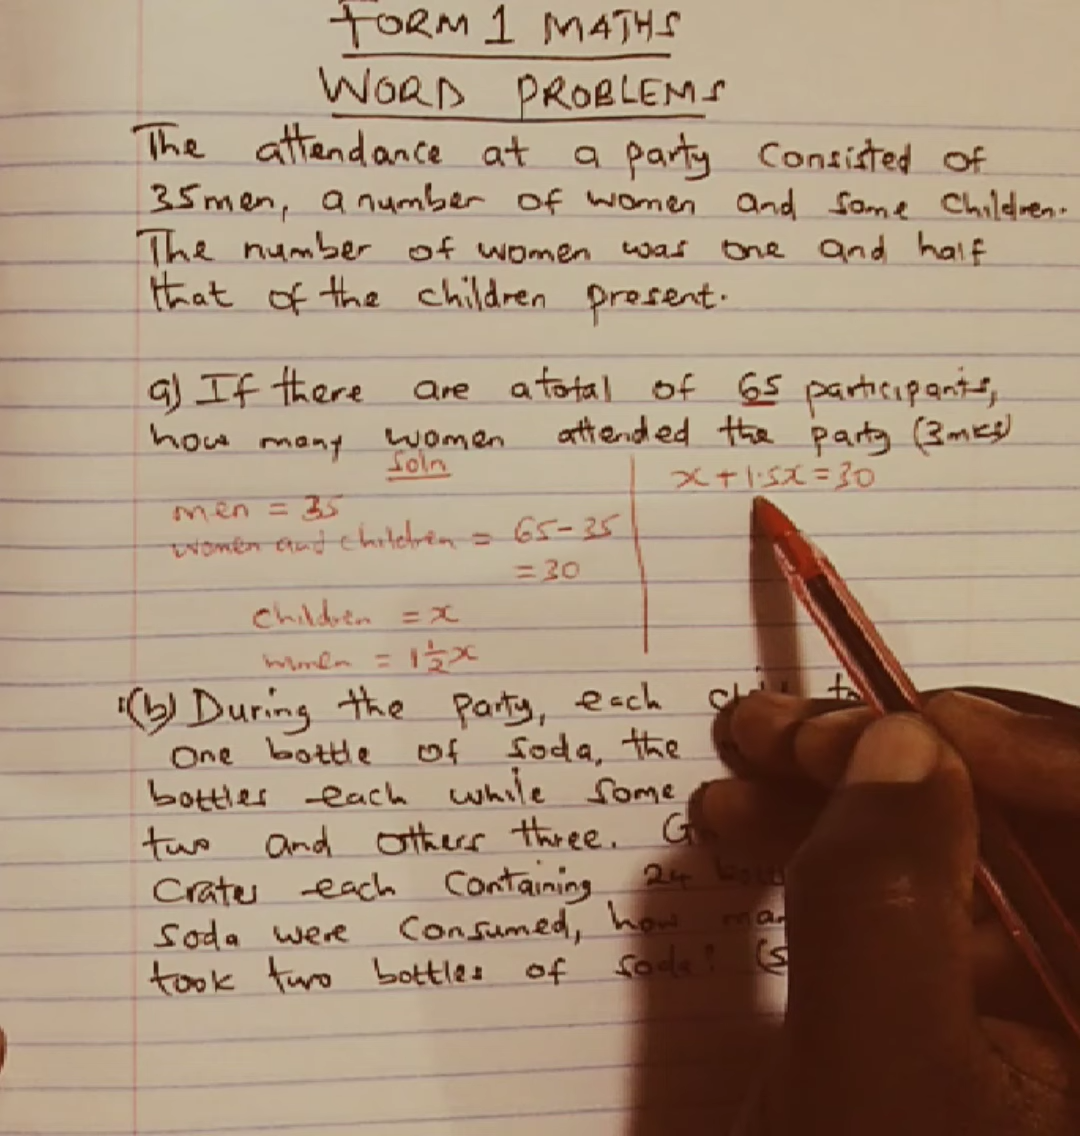 FORM 1 MATHS
WORD PROBLEMS
The attendance at a party consisted of
35men, a number of women and some children.
The number of women was one and half
that of the children present.
a) If there are a total of 65 participants,
how many women attended the party (3mks)
Soln
men = 35
women and children = 65-35
=30
children = x
women = 1 1/2 x
x + 1.5x = 30
(b) During the party, each
one bottle of soda, the
bottles each while some
two and others three.
crates each containing 24
soda were consumed, how
took two bottles of soda?